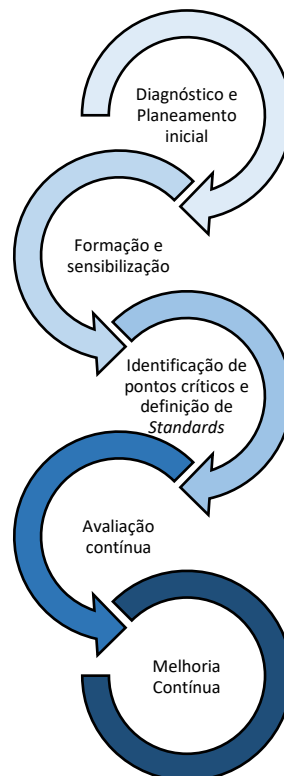 Diagnóstico e
Planeamento
inicial
Formação e
sensibilização
Identificação de
pontos críticos e
definição de
Standards
Avaliação
contínua
Melhoria
Contínua